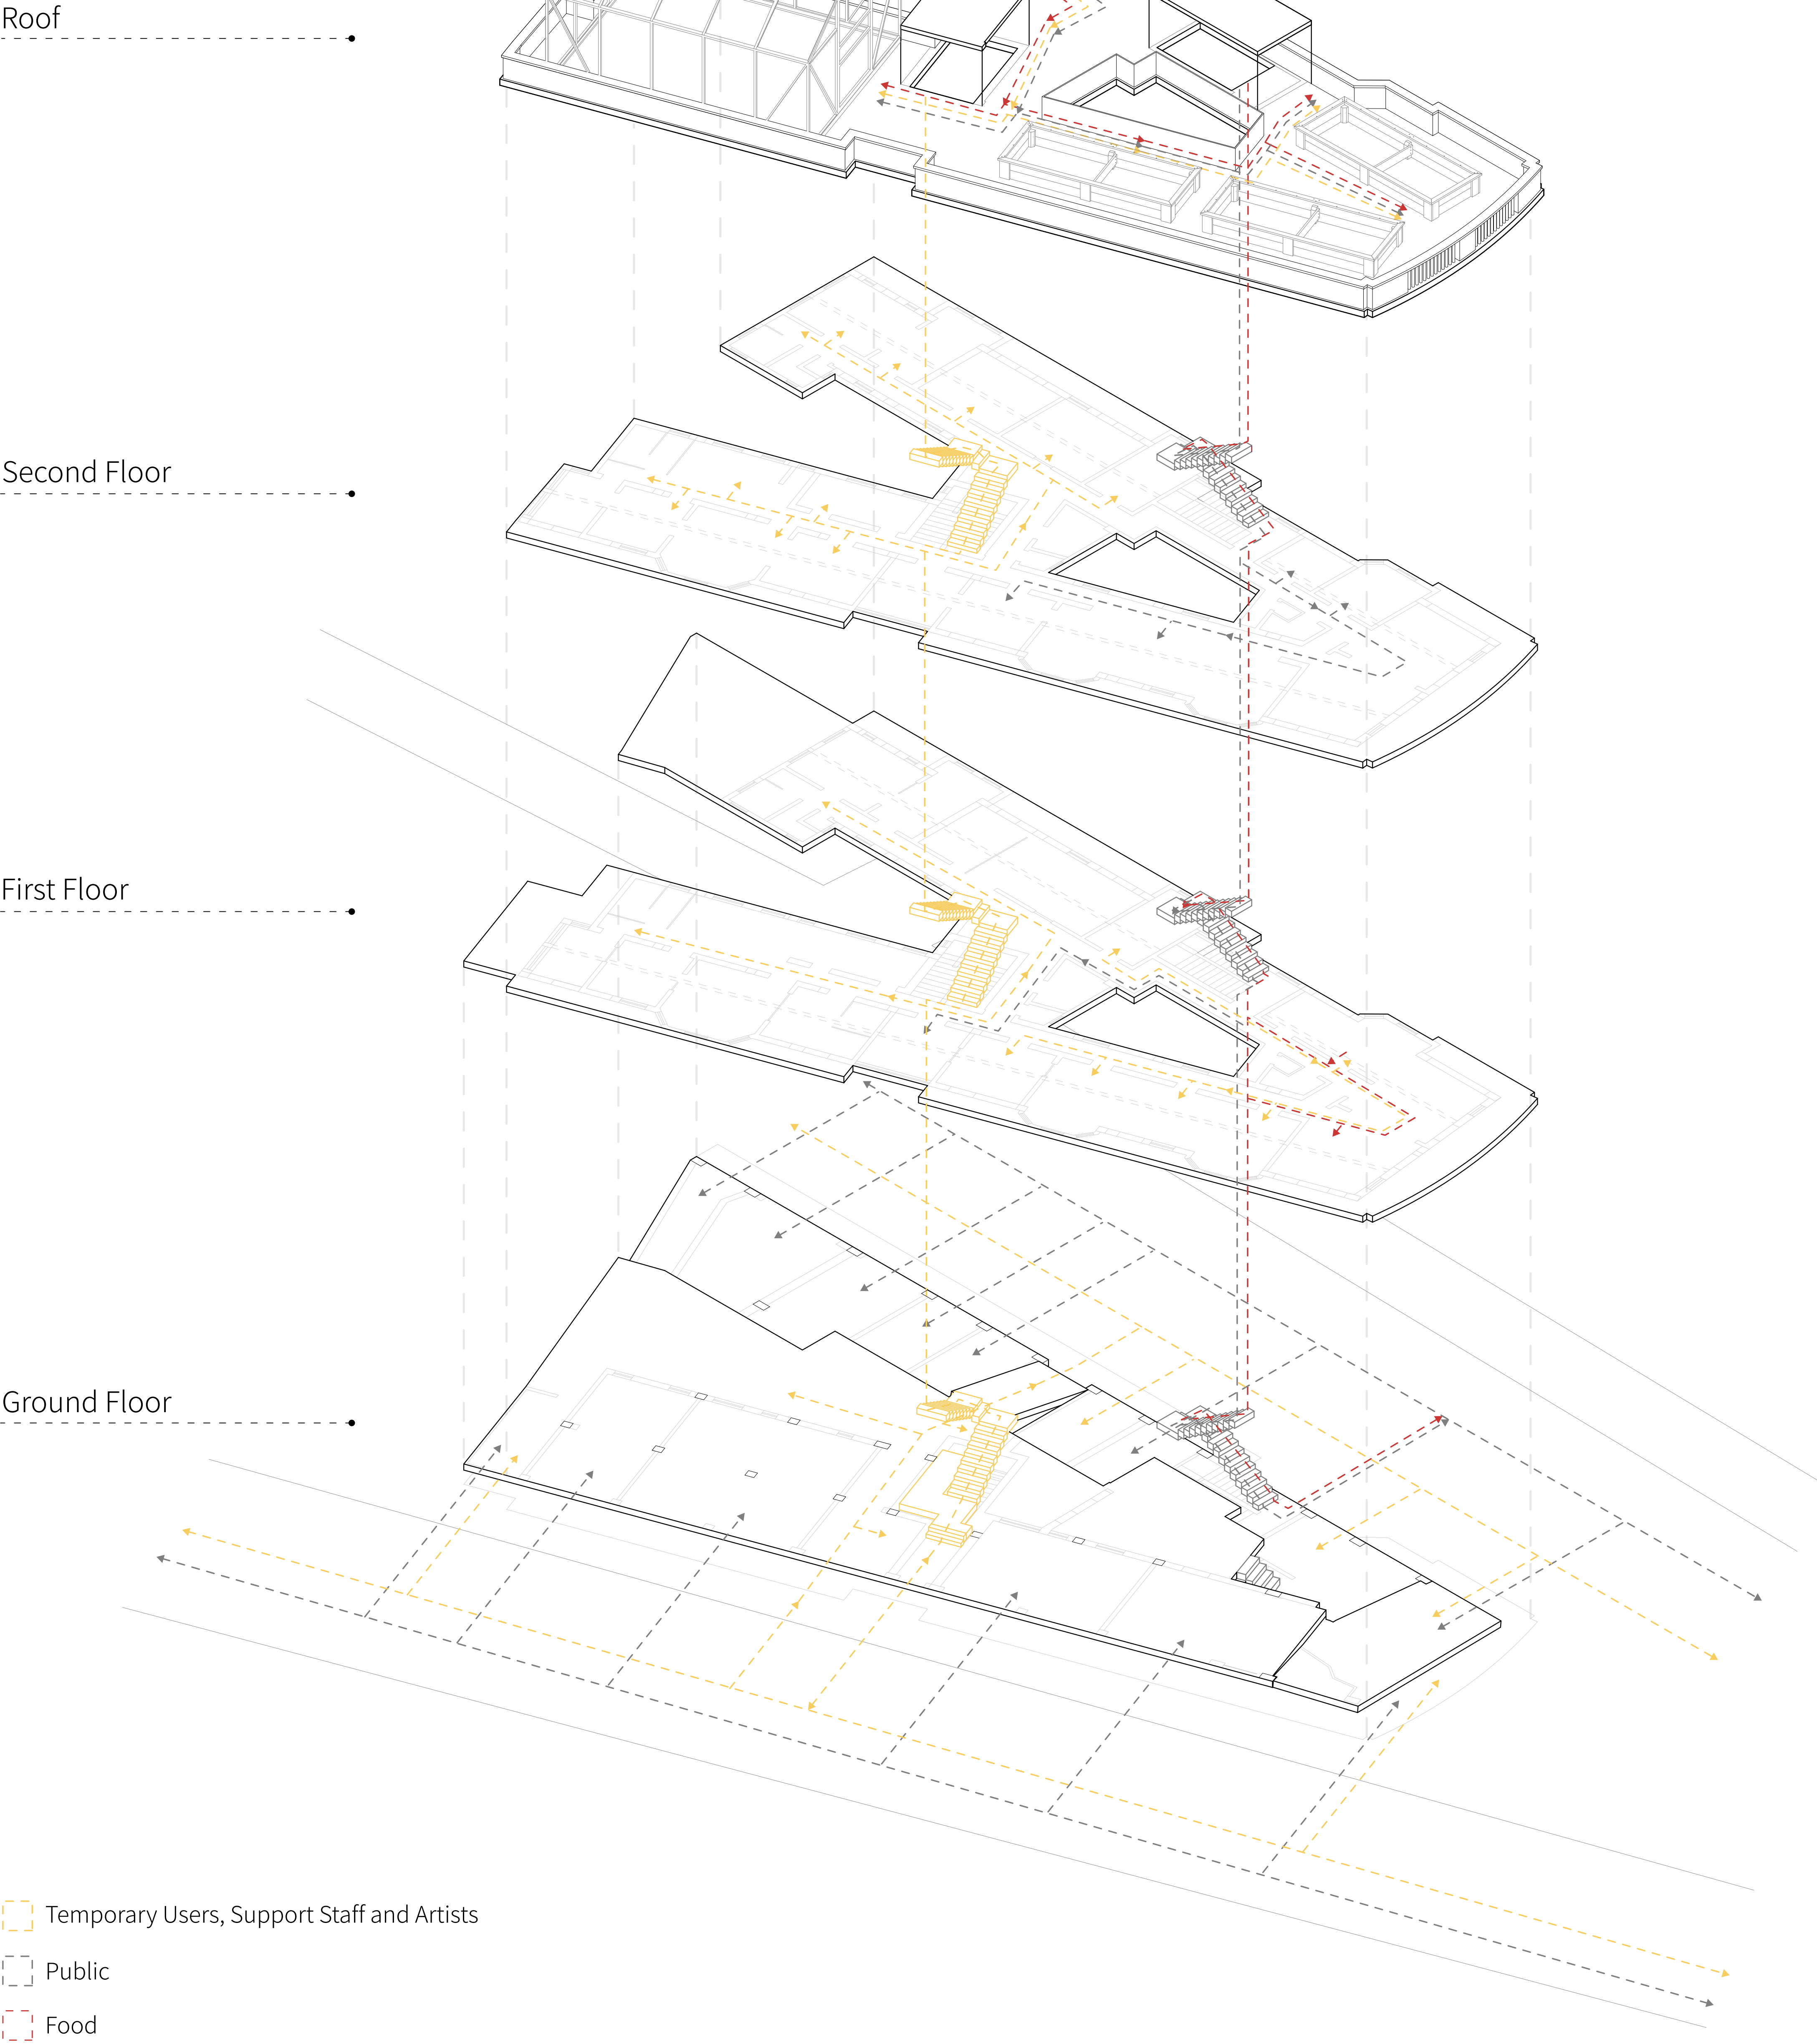 Roof
Second Floor
First Floor
Ground Floor
Temporary Users, Support Staff and Artists
Public
Food